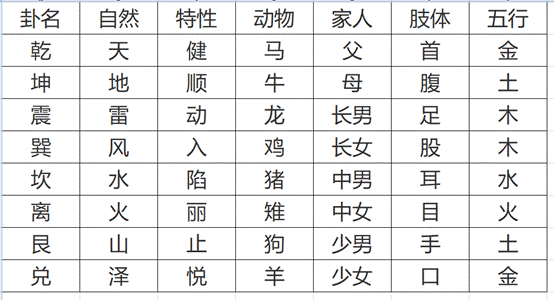 卦名 自然 特性 动物 家人 肢体 五行
乾 天 健 马 父 首 金
坤 地 顺 牛 母 腹 土
震 雷 动 龙 长男 足 木
巽 风 入 鸡 长女 股 木
坎 水 陷 猪 中男 耳 水
离 火 丽 雉 中女 目 火
艮 山 止 狗 少男 手 土
兑 泽 悦 羊 少女 口 金